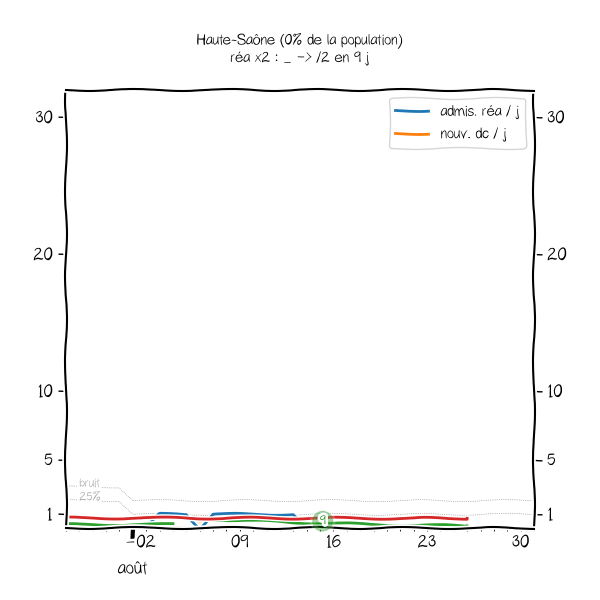 Haute-Saône (0% de la population)
réa x2 : _ -> /2 en 9 j
admis. réa / j
nouv. dc / j
30
30
20
20
10
10
5
5
bruit
25%
1
1
9
02
09
16
23
30
août